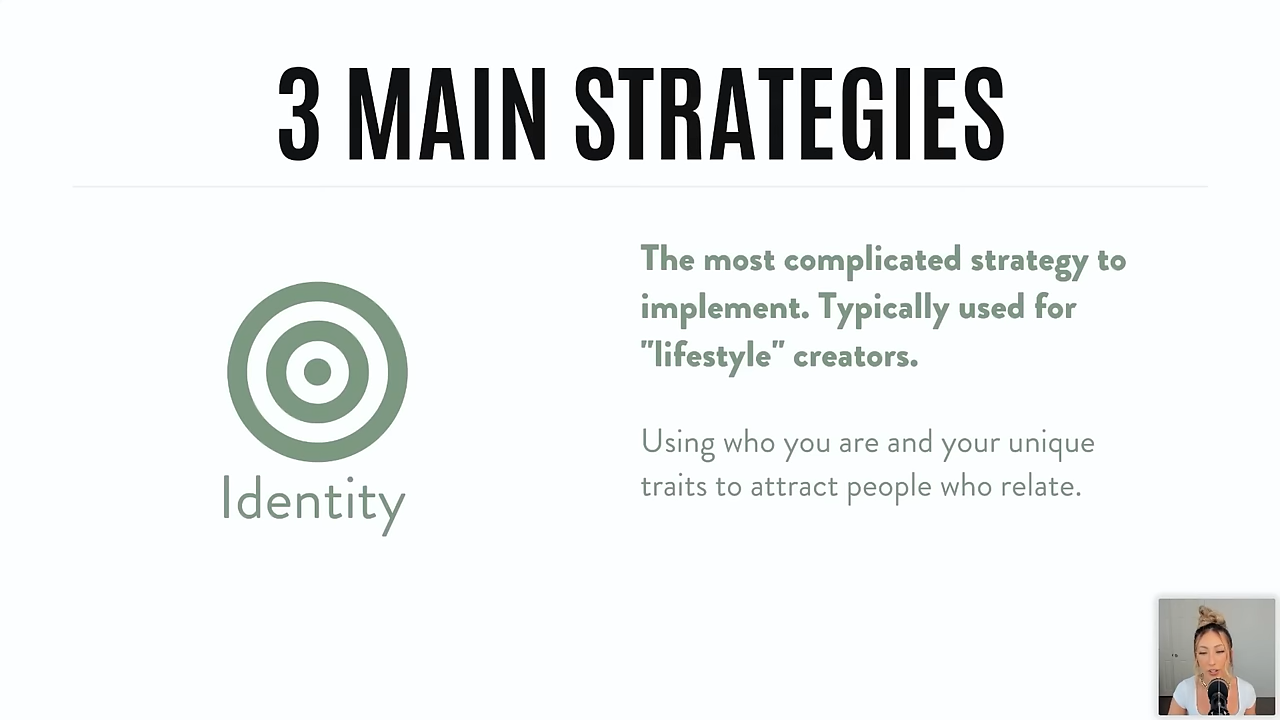 3 MAIN STRATEGIES
The most complicated strategy to
implement. Typically used for
"lifestyle" creators.
Using who you are and your unique
traits to attract people who relate.
Identity